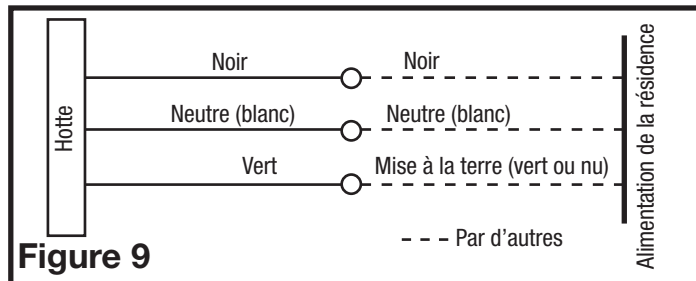 Hotte
Noir
Noir
Neutre (blanc)
Neutre (blanc)
Vert
Mise à la terre (vert ou nu)
Alimentation de la résidence
Par d'autres
Figure 9